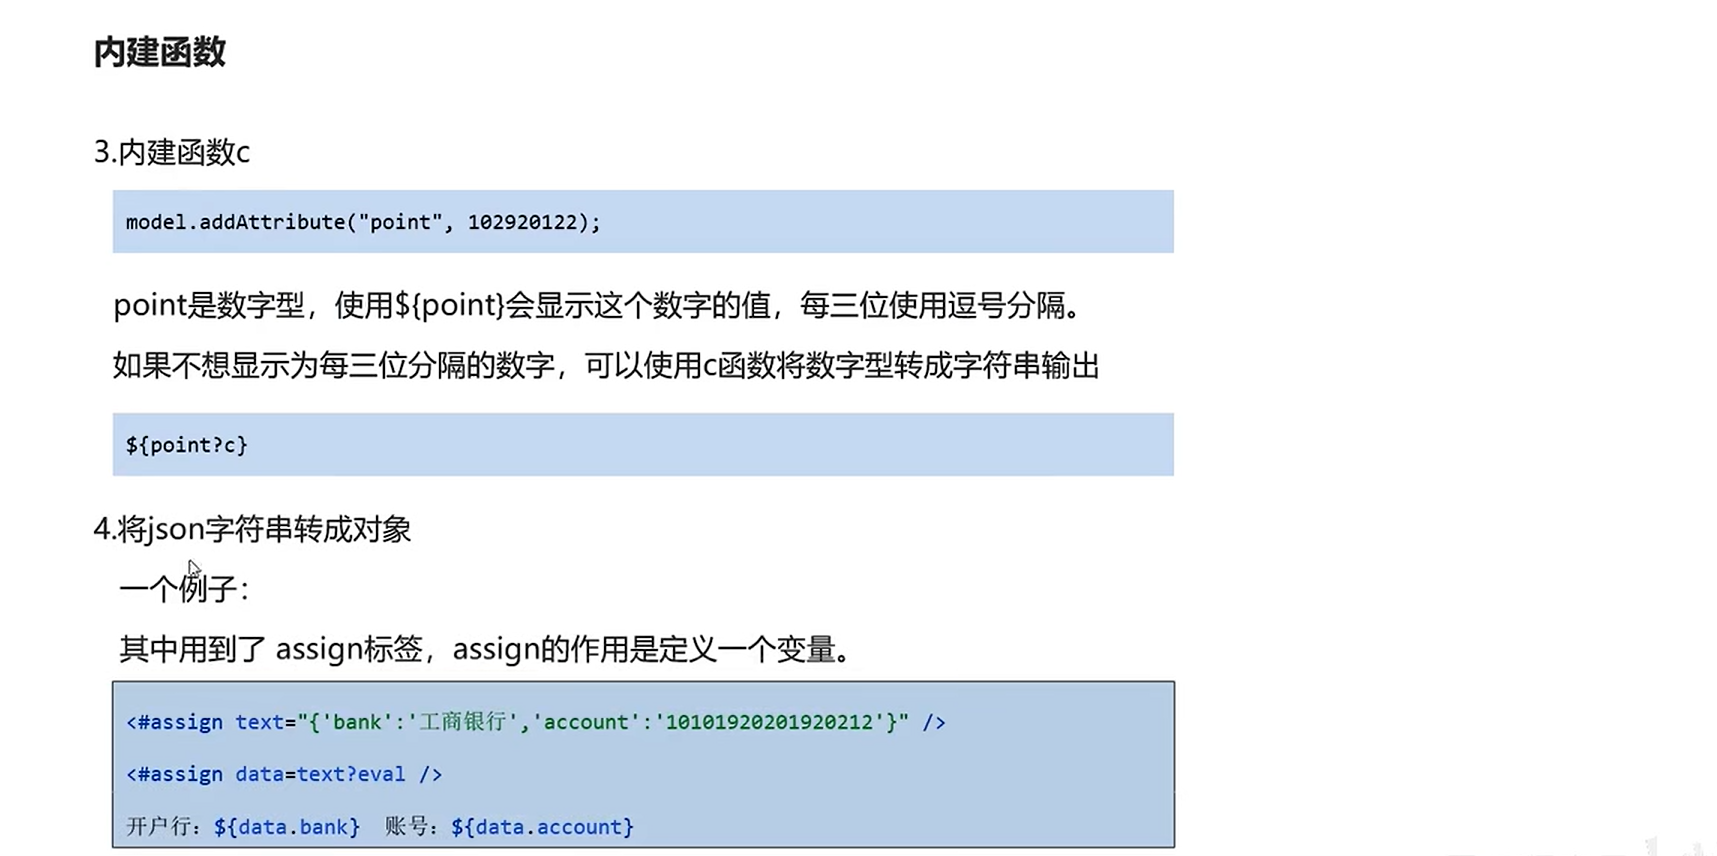 内建函数
3.内建函数c
model.addAttribute("point", 102920122);
point是数字型，使用${point}会显示这个数字的值，每三位使用逗号分隔。
如果不想显示为每三位分隔的数字，可以使用c函数将数字型转成字符串输出
${point?c}
4.将json字符串转成对象
一个例子：
其中用到了 assign标签，assign的作用是定义一个变量。
<#assign text="{'bank':'工商银行','account':'10101920201920212'}" />
<#assign data=text?eval />
开户行：${data.bank}  账号：${data.account}